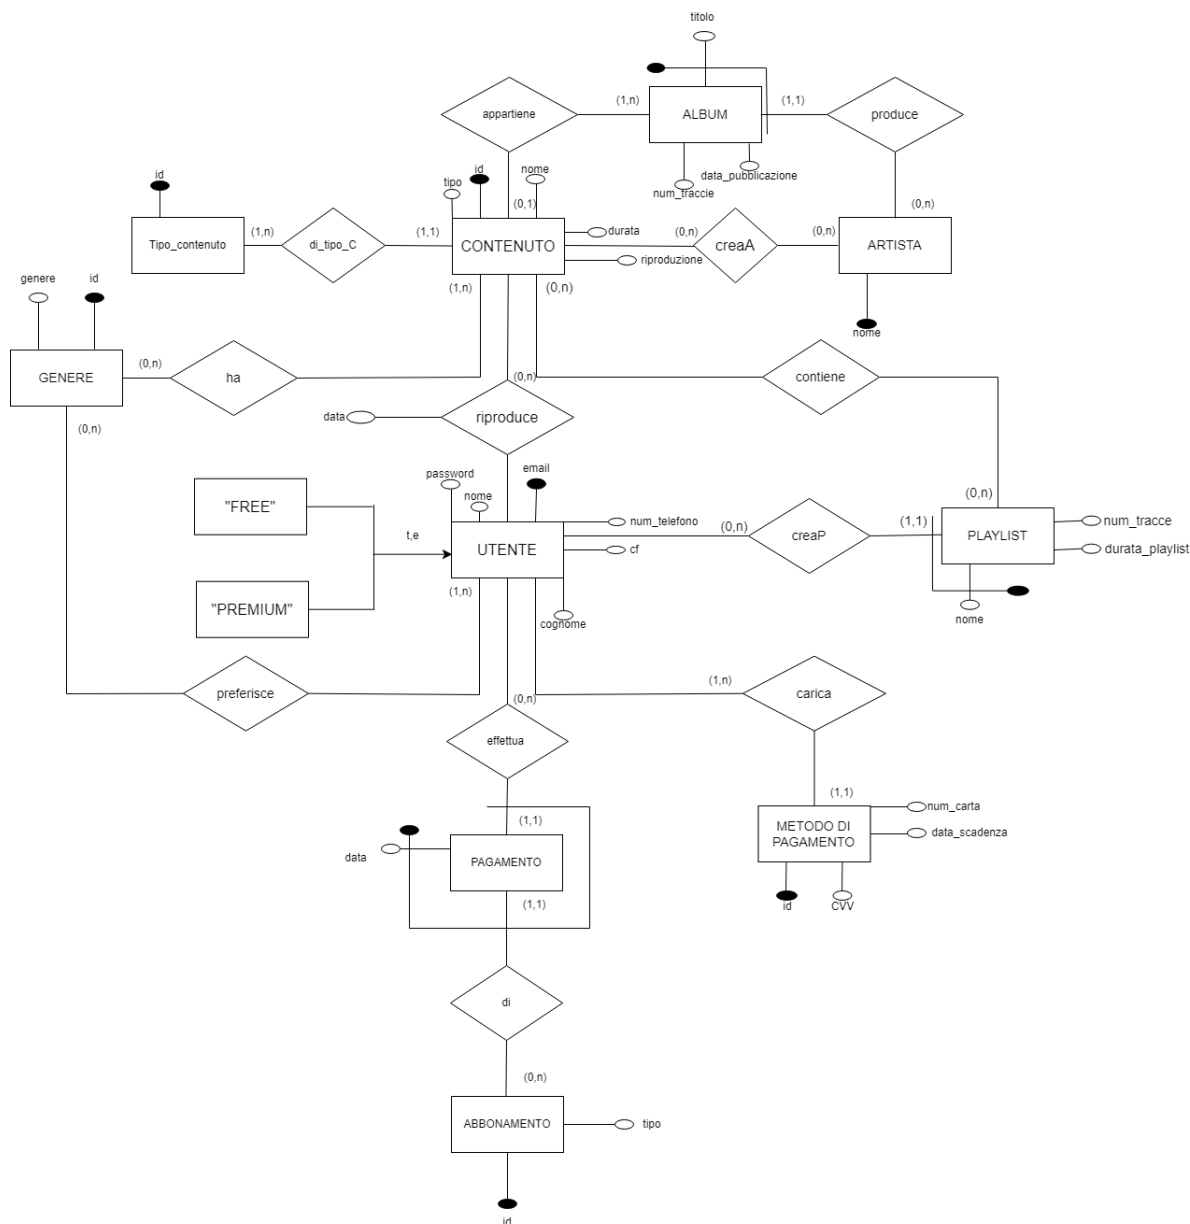 titolo
appartiene
(1,n)
ALBUM
(1,1)
produce
id
tipo
id
nome
num_traccie
data_pubblicazione
(0,1)
(0,n)
Tipo_contenuto
(1,n)
di_tipo_C
(1,1)
CONTENUTO
durata
riproduzione
(0,n)
creaA
(0,n)
ARTISTA
genere
id
(1,n)
(0,n)
nome
GENERE
(0,n)
ha
(0,n)
contiene
(0,n)
data
riproduce
password
nome
email
(0,n)
"FREE"
t,e
UTENTE
num_telefono
cf
(0,n)
creaP
(1,1)
PLAYLIST
num_tracce
durata_playlist
"PREMIUM"
(1,n)
cognome
nome
preferisce
(0,n)
(1,n)
carica
effettua
(1,1)
(1,1)
data
PAGAMENTO
(1,1)
METODO DI
PAGAMENTO
num_carta
data_scadenza
id
CVV
di
(0,n)
ABBONAMENTO
tipo
id